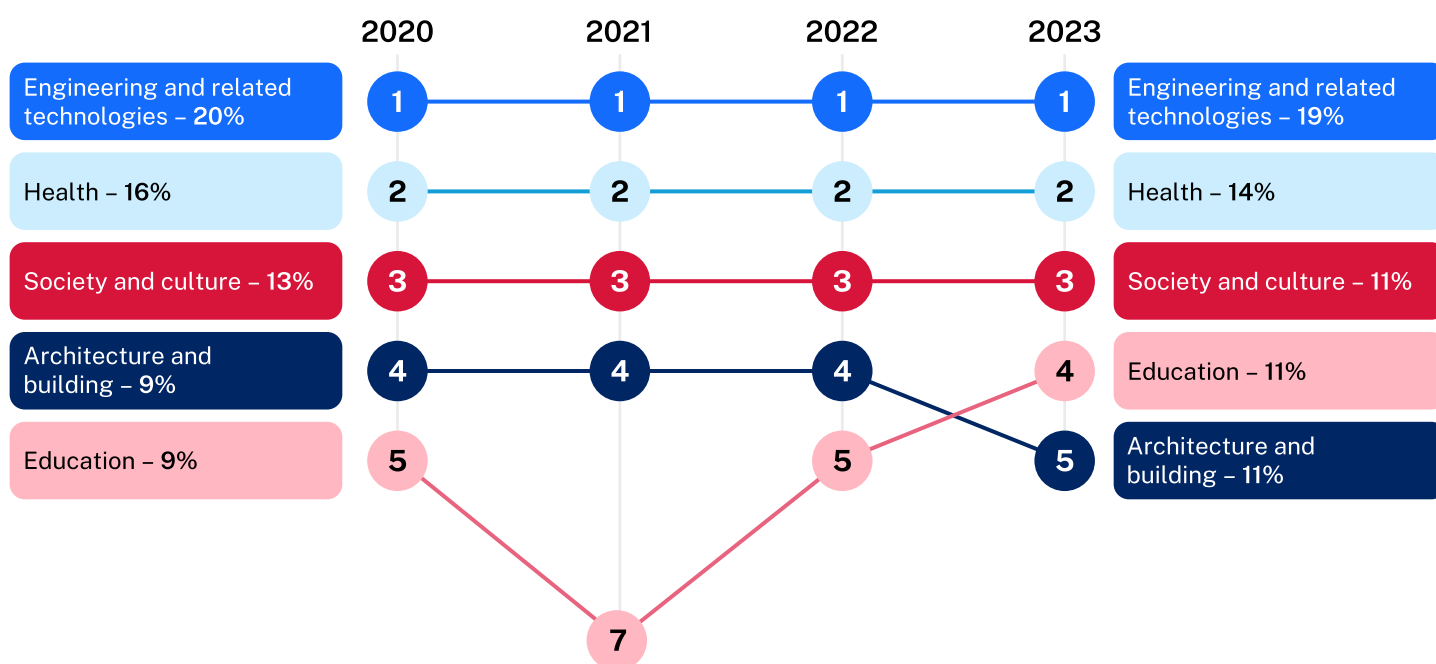 2020 2021 2022 2023
Engineering and related
technologies – 20%
1 1 1 1
Engineering and related
technologies – 19%
Health – 16%
2 2 2 2
Health – 14%
Society and culture – 13%
3 3 3 3
Society and culture – 11%
Architecture and
building – 9%
4 4 4 4
Education – 11%
Education – 9%
5 5 5
Architecture and
building – 11%
7